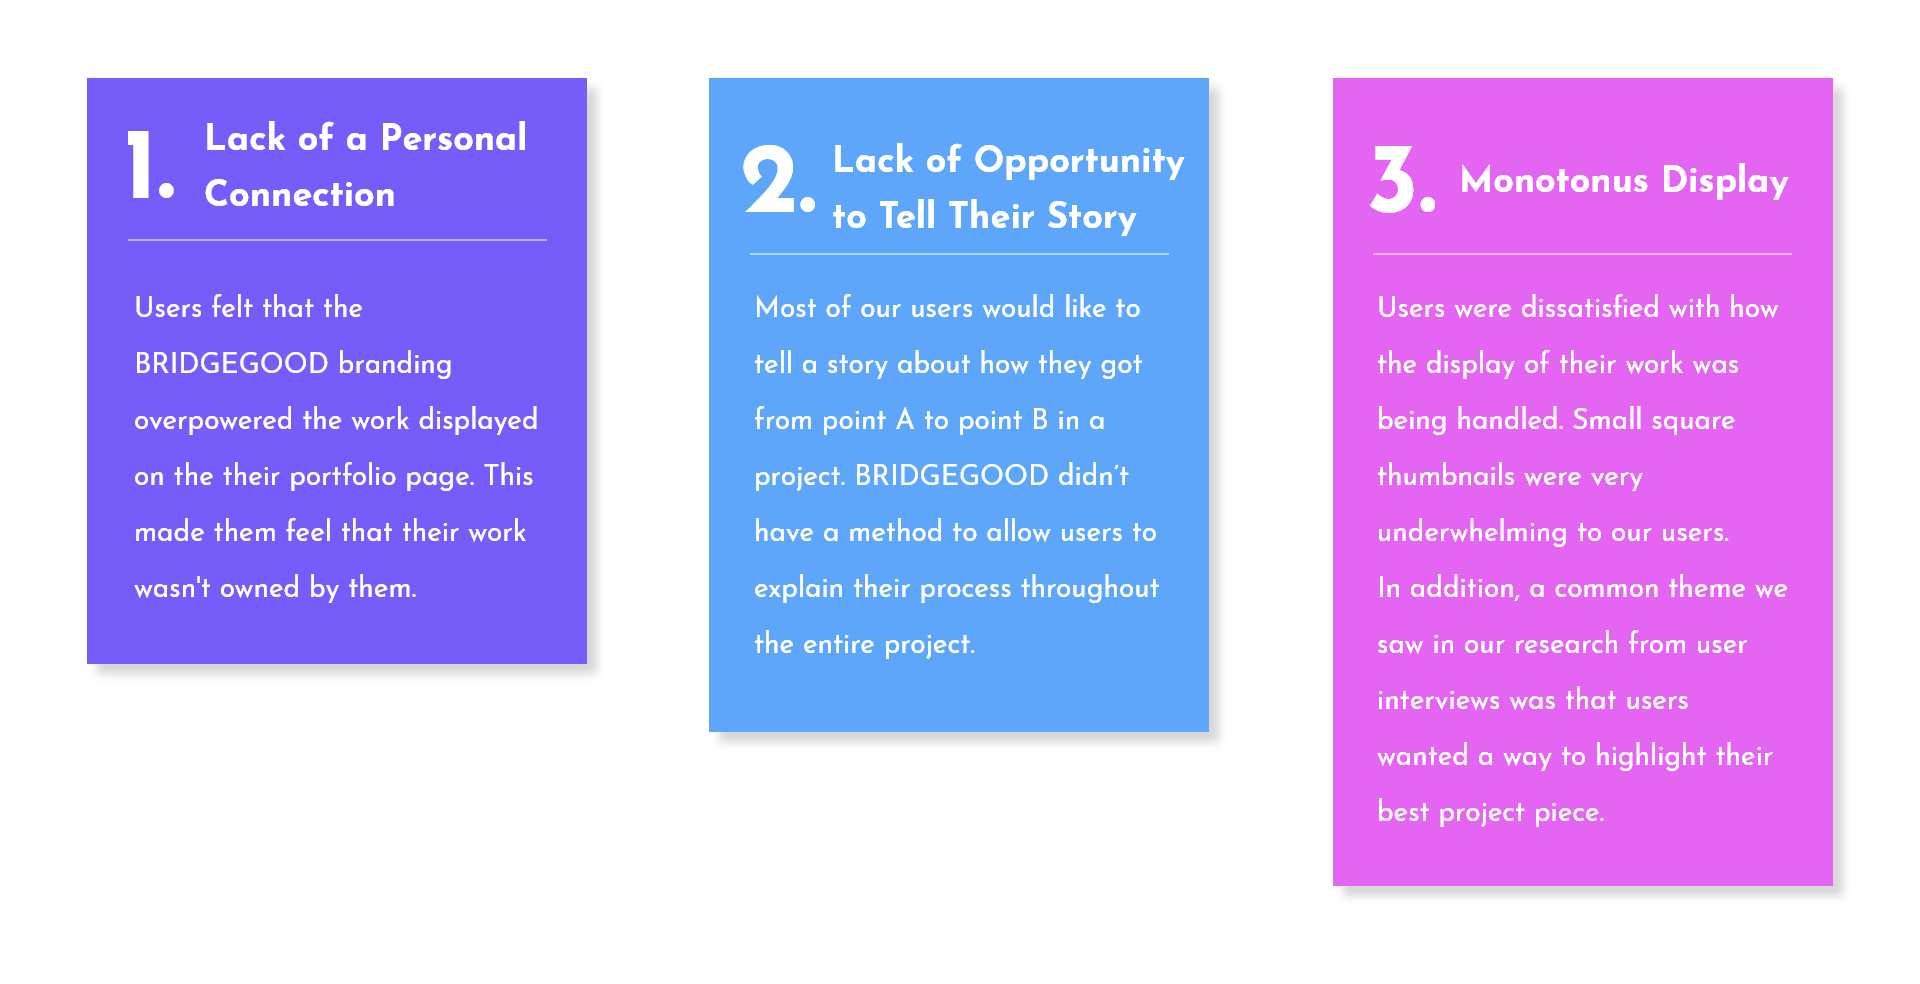 1.
Lack of a Personal
Connection
Users felt that the
BRIDGEGOOD branding
overpowered the work displayed
on the their portfolio page. This
made them feel that their work
wasn't owned by them.
2.
Lack of Opportunity
to Tell Their Story
Most of our users would like to
tell a story about how they got
from point A to point B in a
project. BRIDGEGOOD didn’t
have a method to allow users to
explain their process throughout
the entire project.
3.
Monotonus Display
Users were dissatisfied with how
the display of their work was
being handled. Small square
thumbnails were very
underwhelming to our users.
In addition, a common theme we
saw in our research from user
interviews was that users
wanted a way to highlight their
best project piece.